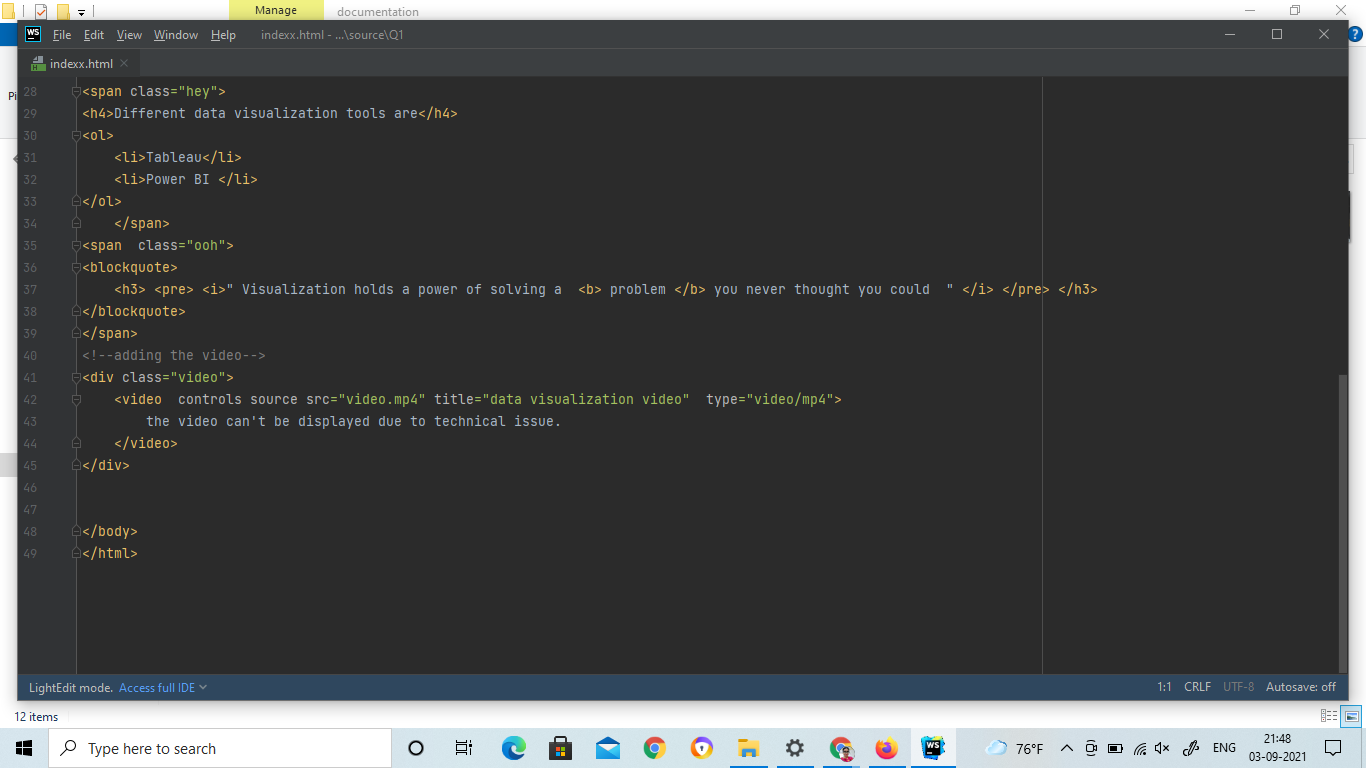 Manage documentation
WS File Edit View Window Help indexx.html - ...\source\Q1
indexx.html
28 <span class="hey">
29 <h4>Different data visualization tools are</h4>
30 <ol>
31 <li>Tableau</li>
32 <li>Power BI </li>
33 </ol>
34 </span>
35 <span  class="ooh">
36 <blockquote>
37 <h3> <pre> <i>" Visualization holds a power of solving a  <b> problem </b> you never thought you could  " </i> </pre> </h3>
38 </blockquote>
39 </span>
40 <!--adding the video-->
41 <div class="video">
42 <video  controls source src="video.mp4" title="data visualization video"  type="video/mp4">
43 the video can't be displayed due to technical issue.
44 </video>
45 </div>
46
47
48 </body>
49 </html>
LightEdit mode. Access full IDE 1:1 CRLF UTF-8 Autosave: off
12 items
Type here to search WS 76°F ENG 21:48
03-09-2021